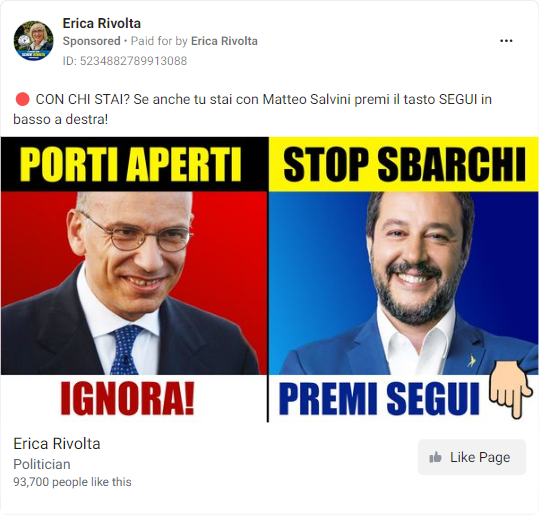 Erica Rivolta
Sponsored • Paid for by Erica Rivolta
ID: 5234882789913088
🔴 CON CHI STAI? Se anche tu stai con Matteo Salvini premi il tasto SEGUI in
basso a destra!
PORTI APERTI
STOP SBARCHI
IGNORA!
PREMI SEGUI
Erica Rivolta
Politician
93,700 people like this
Like Page